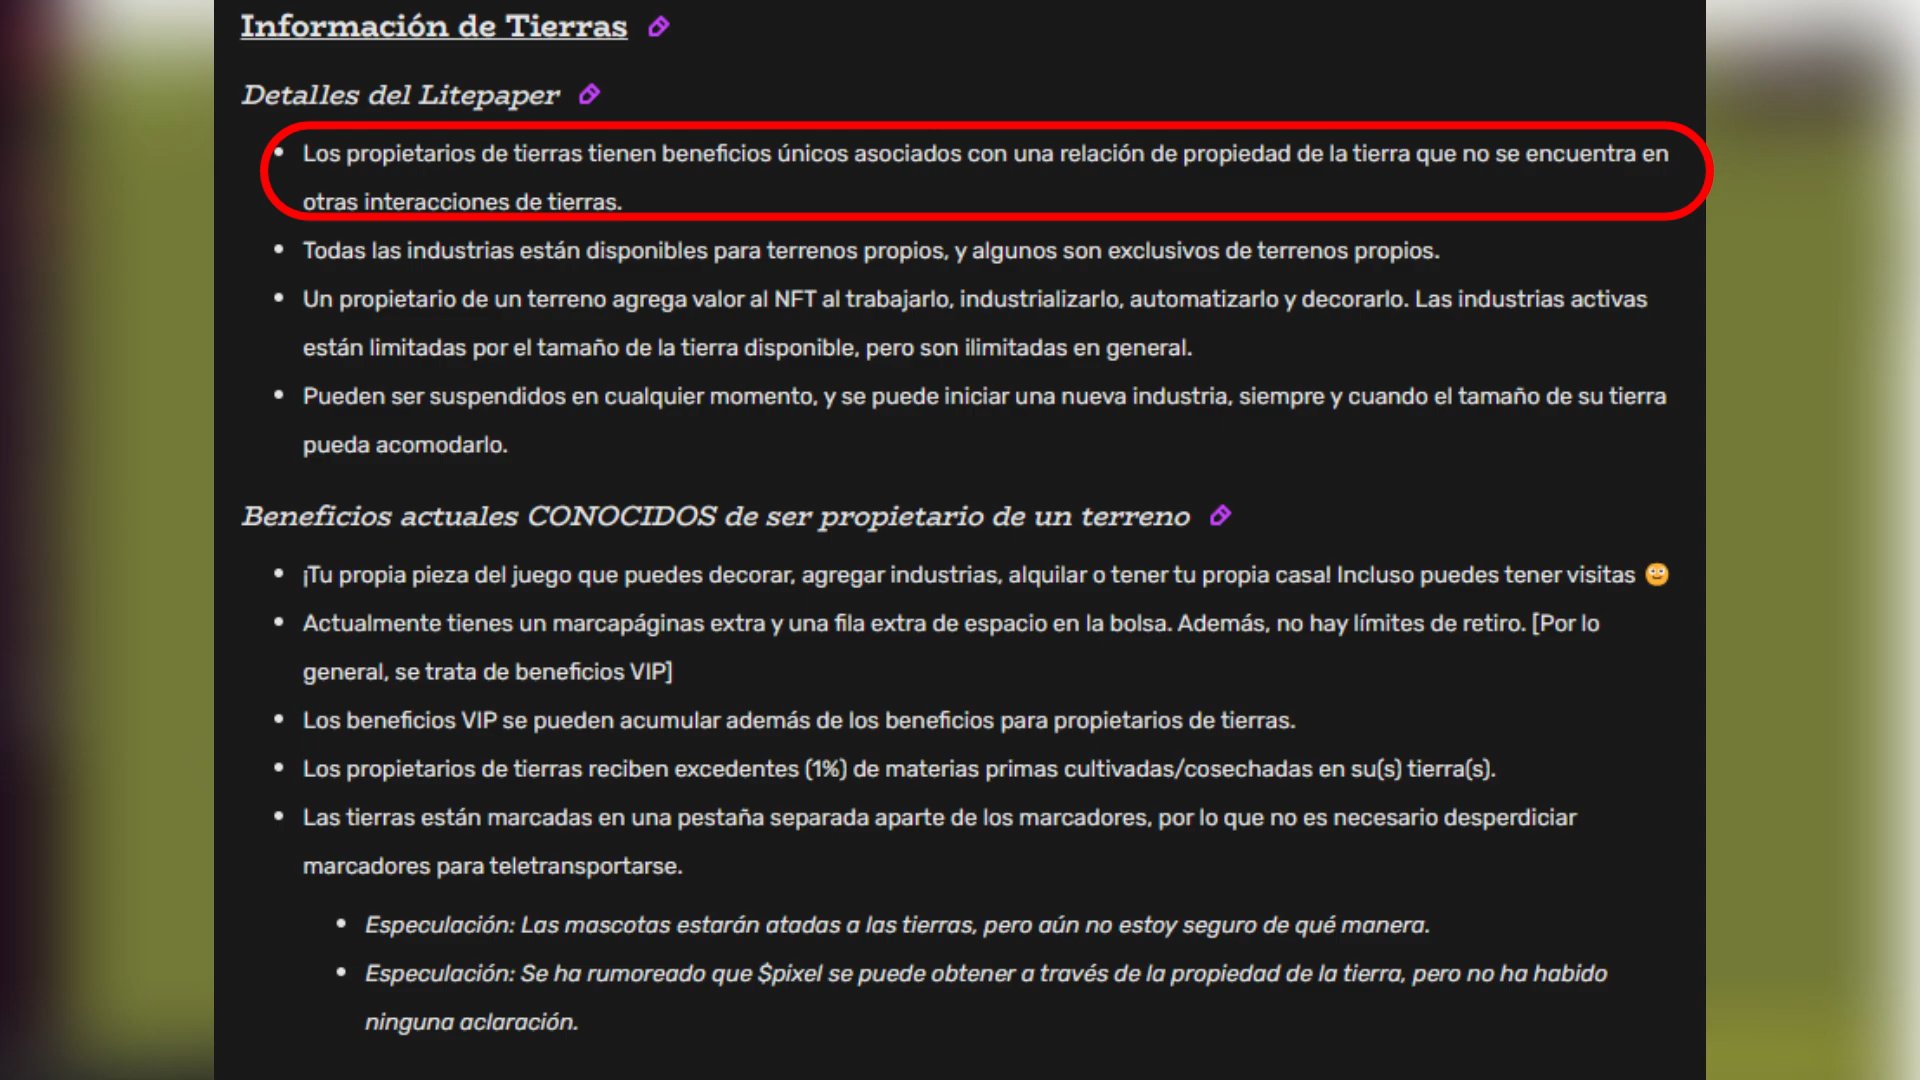 Información de Tierras
Detalles del Litepaper
Los propietarios de tierras tienen beneficios únicos asociados con una relación de propiedad de la tierra que no se encuentra en
otras interacciones de tierras.
Todas las industrias están disponibles para terrenos propios, y algunos son exclusivos de terrenos propios.
Un propietario de un terreno agrega valor al NFT al trabajarlo, industrializarlo, automatizarlo y decorarlo. Las industrias activas
están limitadas por el tamaño de la tierra disponible, pero son ilimitadas en general.
Pueden ser suspendidos en cualquier momento, y se puede iniciar una nueva industria, siempre y cuando el tamaño de su tierra
pueda acomodarlo.
Beneficios actuales CONOCIDOS de ser propietario de un terreno
¡Tu propia pieza del juego que puedes decorar, agregar industrias, alquilar o tener tu propia casa! Incluso puedes tener visitas
Actualmente tienes un marcapáginas extra y una fila extra de espacio en la bolsa. Además, no hay límites de retiro. [Por lo
general, se trata de beneficios VIP]
Los beneficios VIP se pueden acumular además de los beneficios para propietarios de tierras.
Los propietarios de tierras reciben excedentes (1%) de materias primas cultivadas/cosechadas en su(s) tierra(s).
Las tierras están marcadas en una pestaña separada aparte de los marcadores, por lo que no es necesario desperdiciar
marcadores para teletransportarse.
Especulación: Las mascotas estarán atadas a las tierras, pero aún no estoy seguro de qué manera.
Especulación: Se ha rumoreado que $pixel se puede obtener a través de la propiedad de la tierra, pero no ha habido
ninguna aclaración.